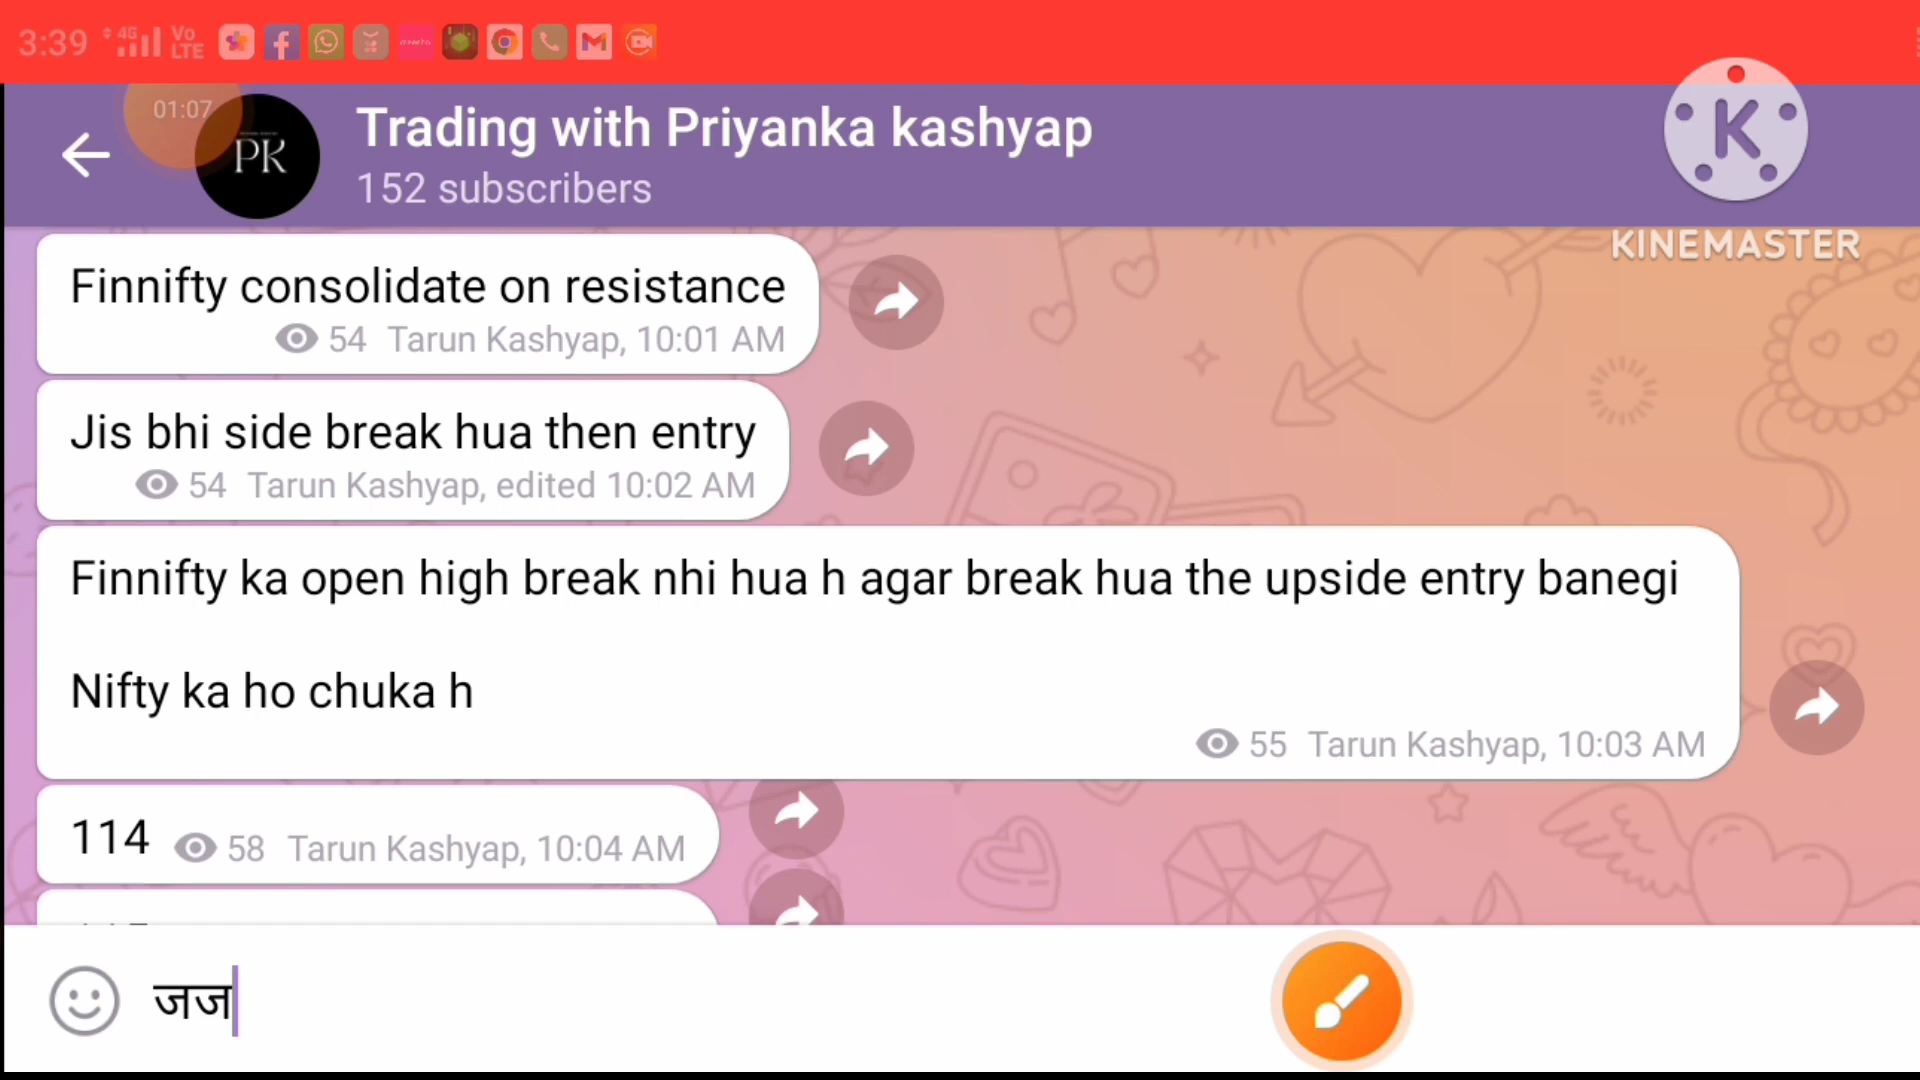 3:39 4G Vo LTE
01:07
PK
Trading with Priyanka kashyap
152 subscribers
KINEMASTER
Finnifty consolidate on resistance
54 Tarun Kashyap, 10:01 AM
Jis bhi side break hua then entry
54 Tarun Kashyap, edited 10:02 AM
Finnifty ka open high break nhi hua h agar break hua the upside entry banegi
Nifty ka ho chuka h
55 Tarun Kashyap, 10:03 AM
114 58 Tarun Kashyap, 10:04 AM
जज